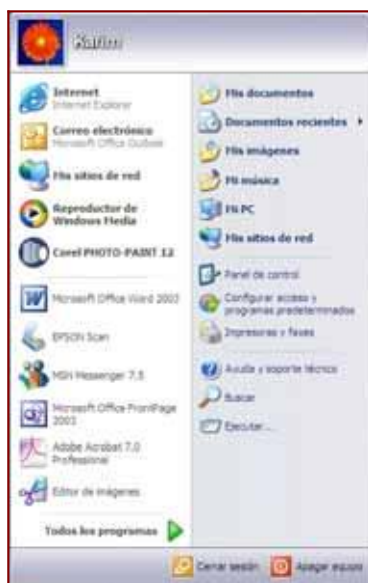 Karim
Internet
Internet Explorer
Correo electrónico
Microsoft Office Outlook
Mis sitios de red
Reproductor de
Windows Media
Corel PHOTO-PAINT 12
Microsoft Office Word 2003
EPSON Scan
MSN Messenger 7.5
Microsoft Office FrontPage
2003
Adobe Acrobat 7.0
Professional
Editor de imágenes
Todos los programas
Mis documentos
Documentos recientes
Mis imágenes
Mi música
Mi PC
Mis sitios de red
Panel de control
Configurar acceso y
programas predeterminados
Impresoras y faxes
Ayuda y soporte técnico
Buscar
Ejecutar...
Cerrar sesión
Apagar equipo